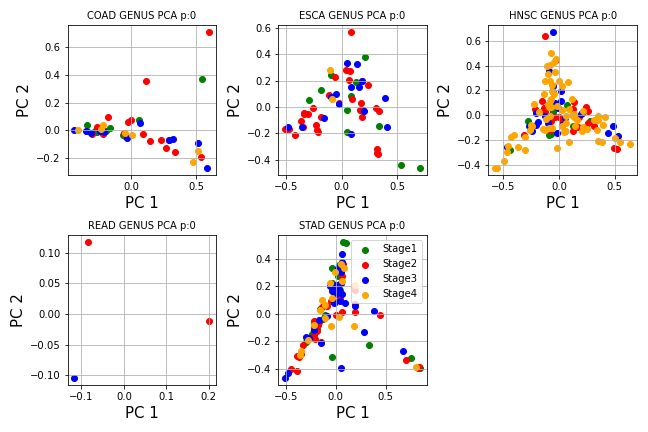 COAD GENUS PCA p:0
ESCA GENUS PCA p:0
HNSC GENUS PCA p:0
PC 2
0.6
0.4
0.2
0.0
−0.2
0.0
0.5
PC 1
PC 2
0.6
0.4
0.2
0.0
−0.2
−0.4
−0.5
0.0
0.5
PC 1
PC 2
0.6
0.4
0.2
0.0
−0.2
−0.4
−0.5
0.0
0.5
PC 1
READ GENUS PCA p:0
STAD GENUS PCA p:0
PC 2
0.10
0.05
0.00
−0.05
−0.10
−0.1
0.0
0.1
0.2
PC 1
PC 2
0.4
0.2
0.0
−0.2
−0.4
−0.5
0.0
0.5
PC 1
Stage1
Stage2
Stage3
Stage4